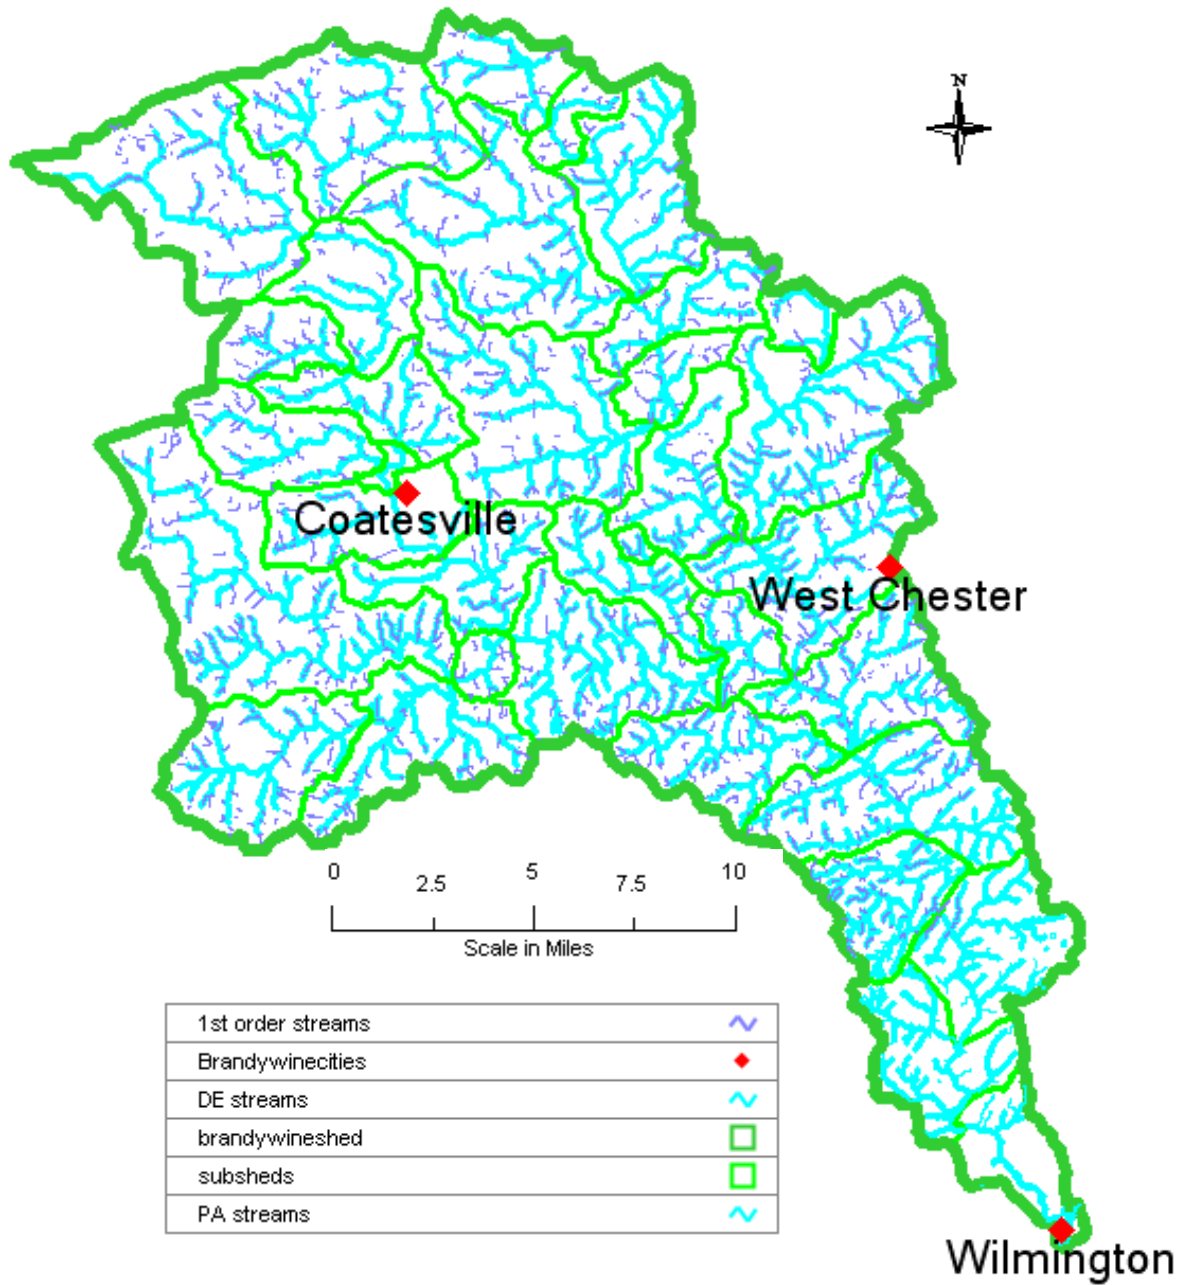 N
Coatesville
West Chester
0 2.5 5 7.5 10
Scale in Miles
1st order streams
Brandywinecities
DE streams
brandywineshed
subsheds
PA streams
Wilmington